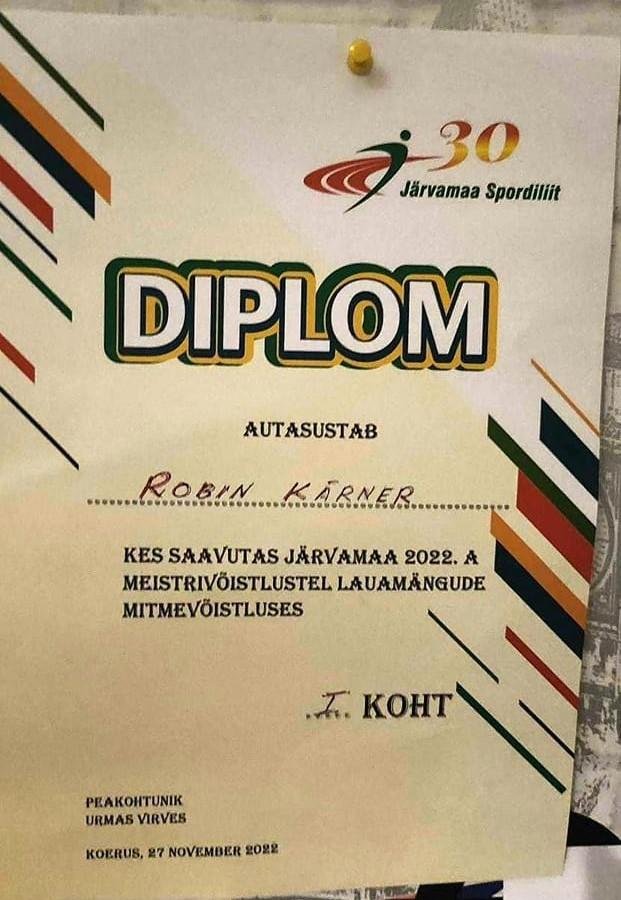 30
Järvamaa Spordiliit
DIPLOM
AUTASUSTAB
ROBIN KÄRNER
KES SAAVUTAS JÄRVAMAA 2022. A
MEISTRIVÕISTLUSTEL LAUAMÄNGUDE
MITMEVÕISTLUSES
I. KOHT
PEAKOHTUNIK
URMAS VIRVES
KOERUS, 27 NOVEMBER 2022